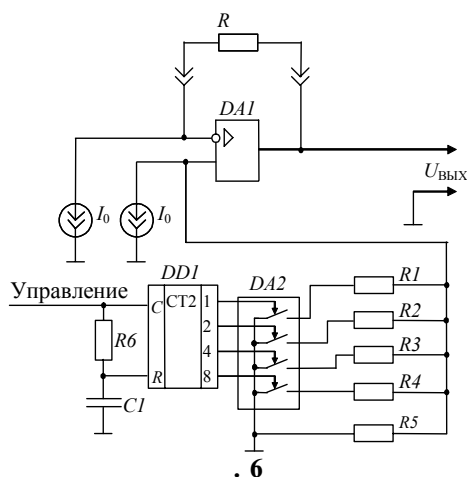 R
DA1
U ВЫХ
I0 I0
Управление
DD1
DA2
C CT2 1
2
4
R 8
R6
C1
R1
R2
R3
R4
R5
. 6